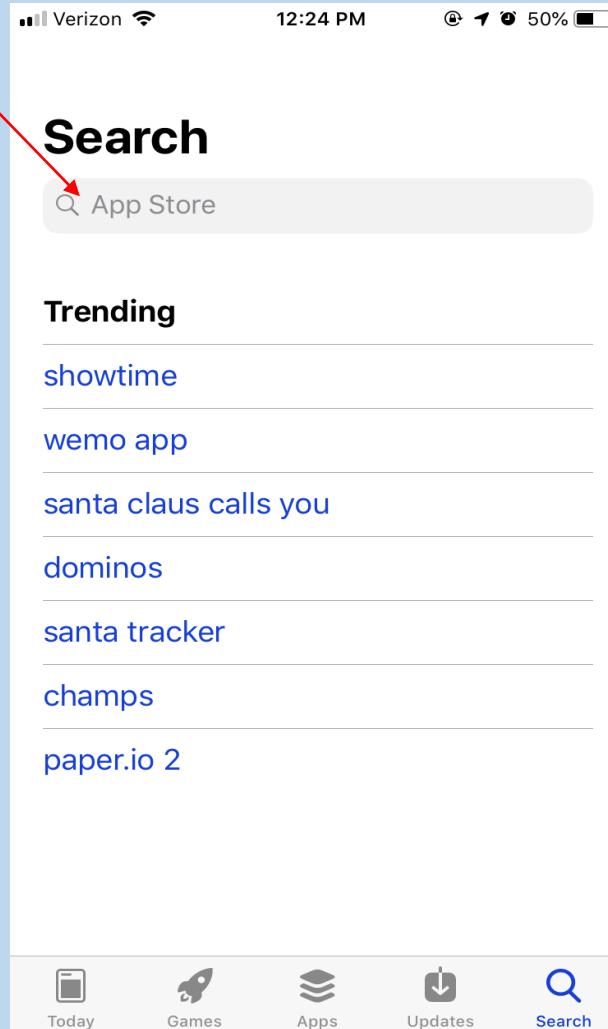 Verizon 12:24 PM 50%
Search
App Store
Trending
showtime
wemo app
santa claus calls you
dominos
santa tracker
champs
paper.io 2
Today Games Apps Updates Search